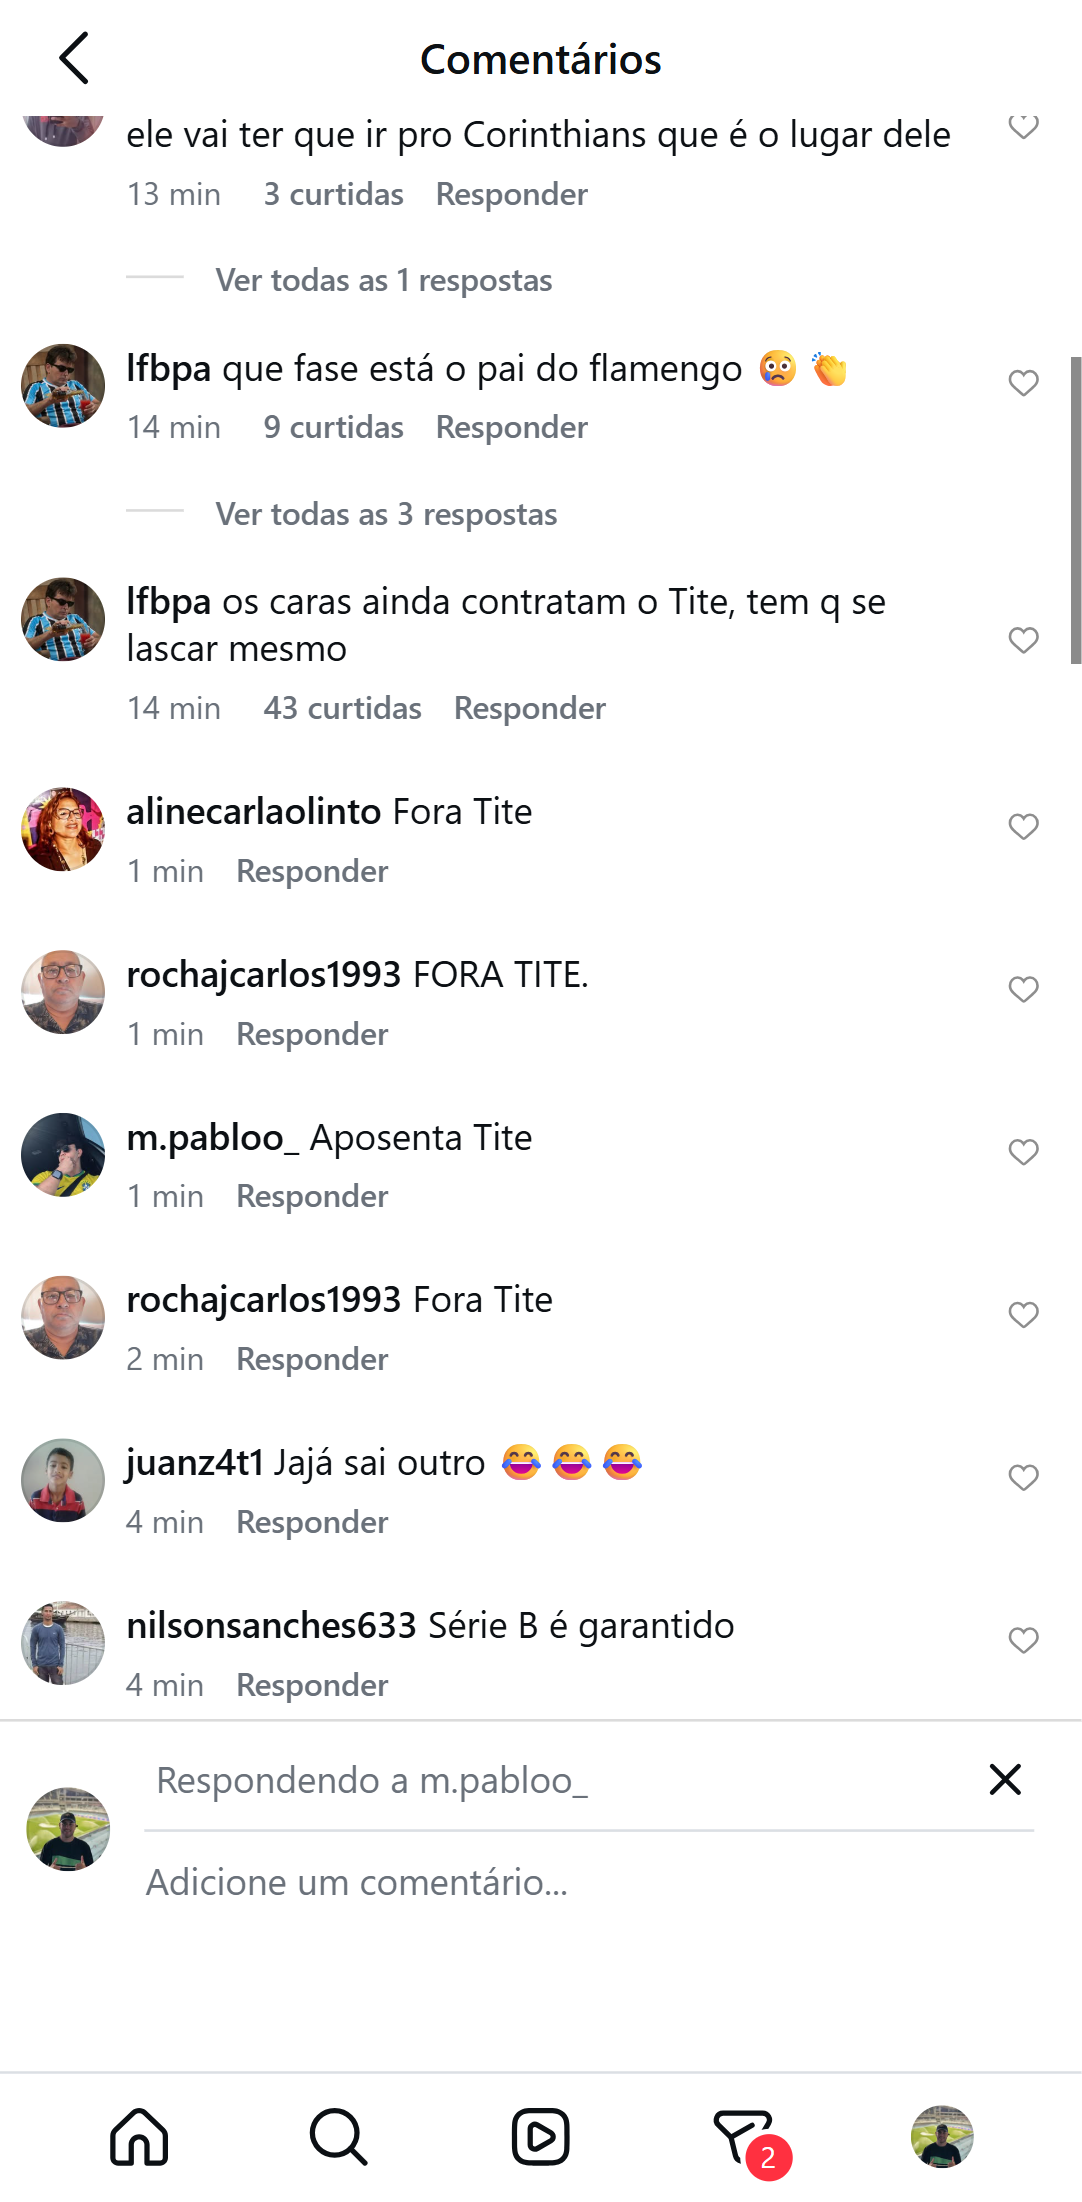 Comentários
ele vai ter que ir pro Corinthians que é o lugar dele
13 min 3 curtidas Responder
Ver todas as 1 respostas
lfbpa que fase está o pai do flamengo 😢 👏
14 min 9 curtidas Responder
Ver todas as 3 respostas
lfbpa os caras ainda contratam o Tite, tem q se
lascar mesmo
14 min 43 curtidas Responder
alinecarlaolinto Fora Tite
1 min Responder
rochajcarlos1993 FORA TITE.
1 min Responder
m.pabloo_ Aposenta Tite
1 min Responder
rochajcarlos1993 Fora Tite
2 min Responder
juanz4t1 Jajá sai outro 😂 😂 😂
4 min Responder
nilsonsanches633 Série B é garantido
4 min Responder
Respondendo a m.pabloo_
Adicione um comentário...
2